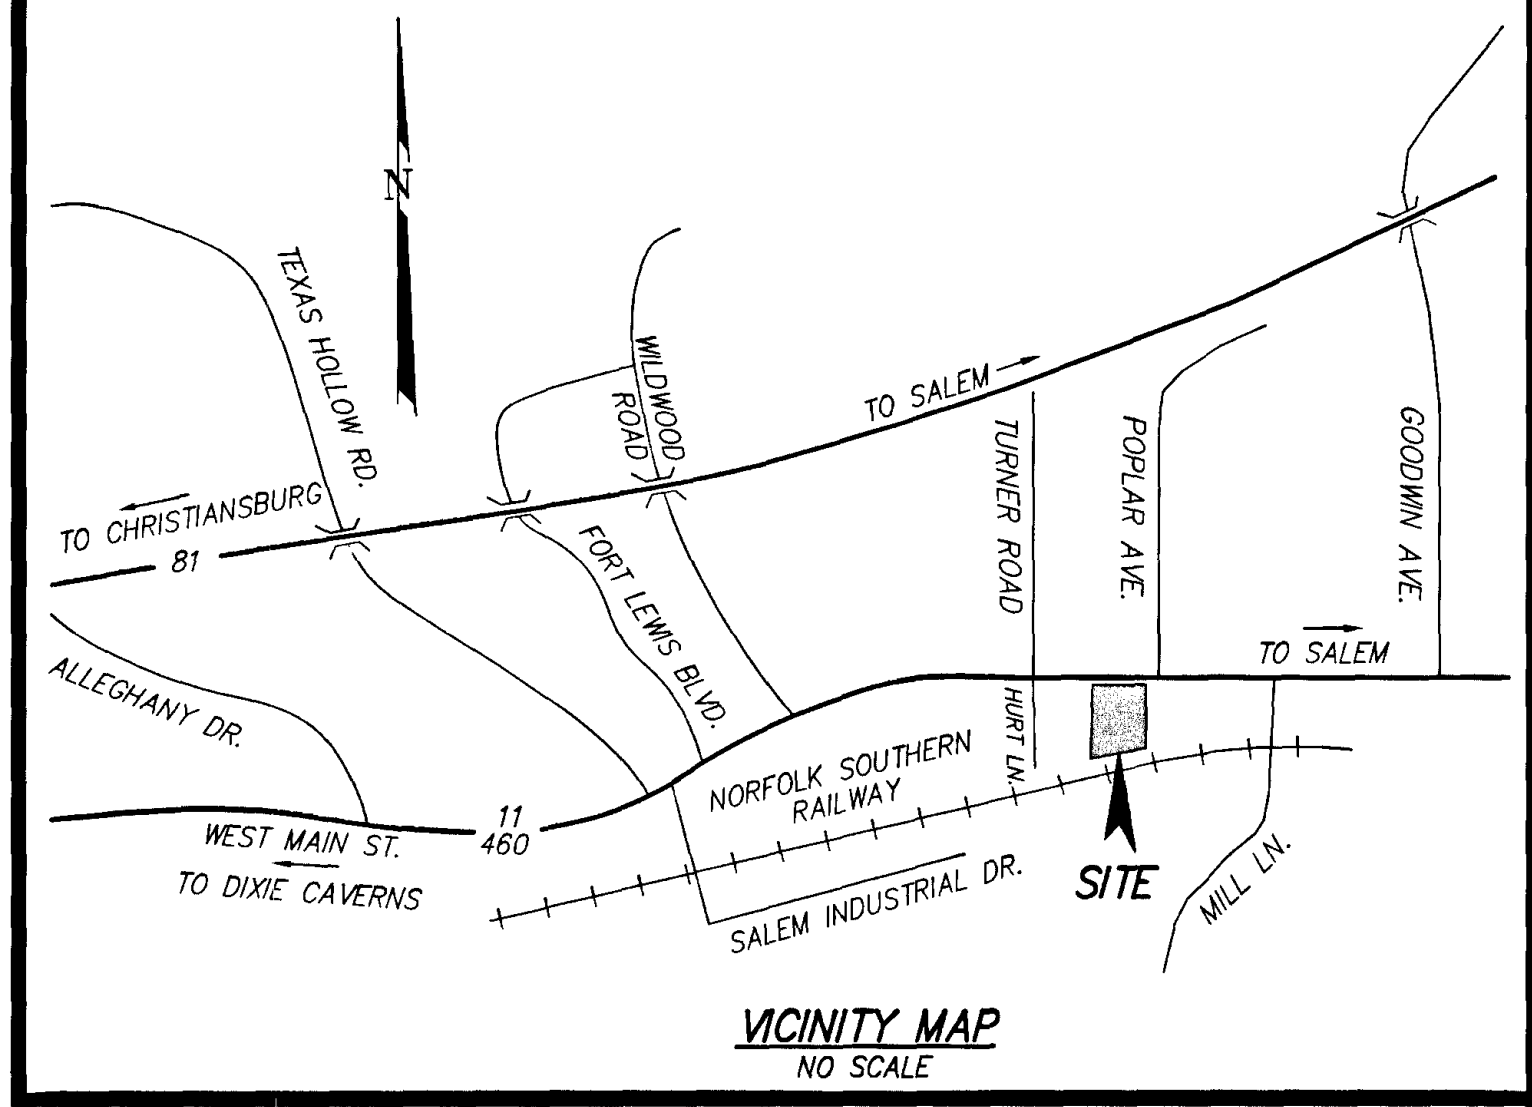 N
TEXAS HOLLOW RD.
WILDWOOD
ROAD
TO SALEM
TURNER ROAD
POPLAR AVE.
GOODWIN AVE.
TO CHRISTIANSBURG
81
FORT LEWIS BLVD.
TO SALEM
ALLEGHANY DR.
HURT LN.
NORFOLK SOUTHERN
RAILWAY
11
460
WEST MAIN ST.
TO DIXIE CAVERNS
SITE
MILL LN.
SALEM INDUSTRIAL DR.
VICINITY MAP
NO SCALE